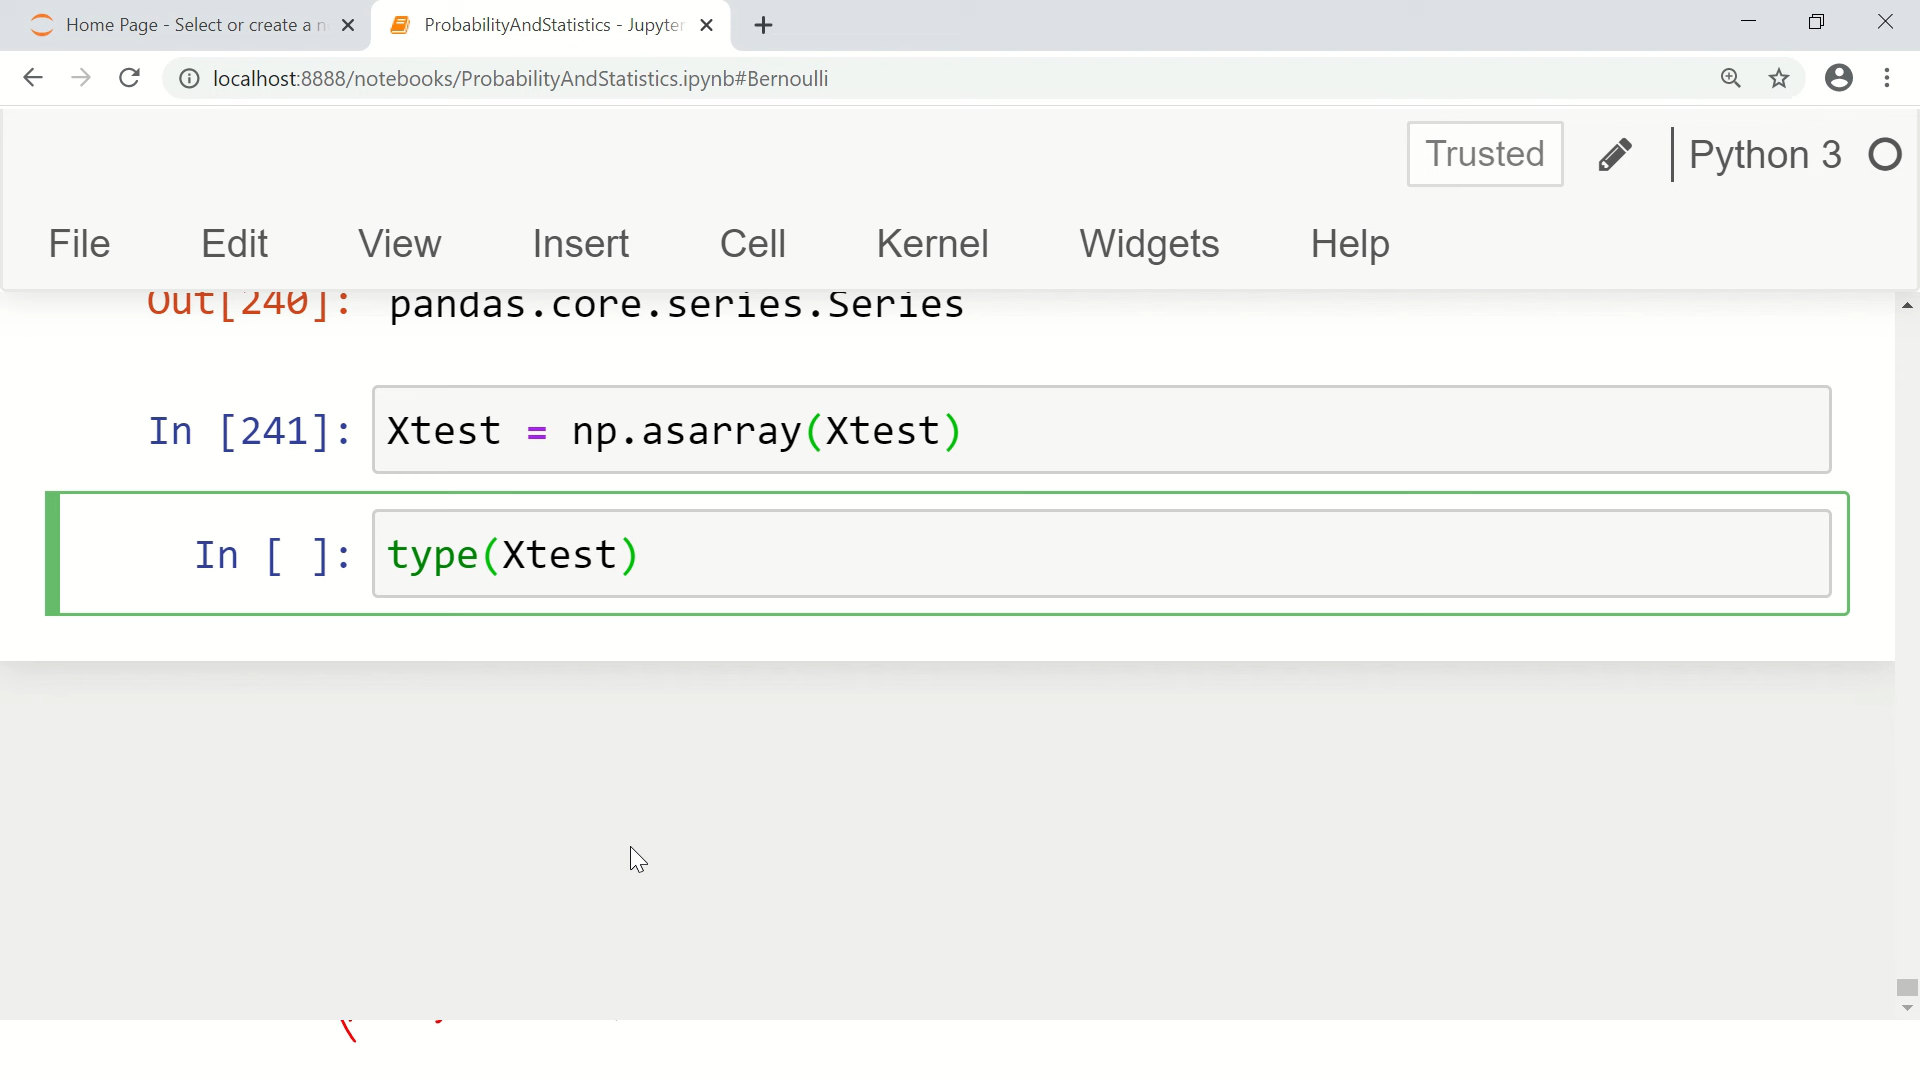 Home Page - Select or create a n
ProbabilityAndStatistics - Jupyter
localhost:8888/notebooks/ProbabilityAndStatistics.ipynb#Bernoulli
Trusted
Python 3
File Edit View Insert Cell Kernel Widgets Help
Out[240]: pandas.core.series.Series
In [241]: Xtest = np.asarray(Xtest)
In [ ]: type(Xtest)